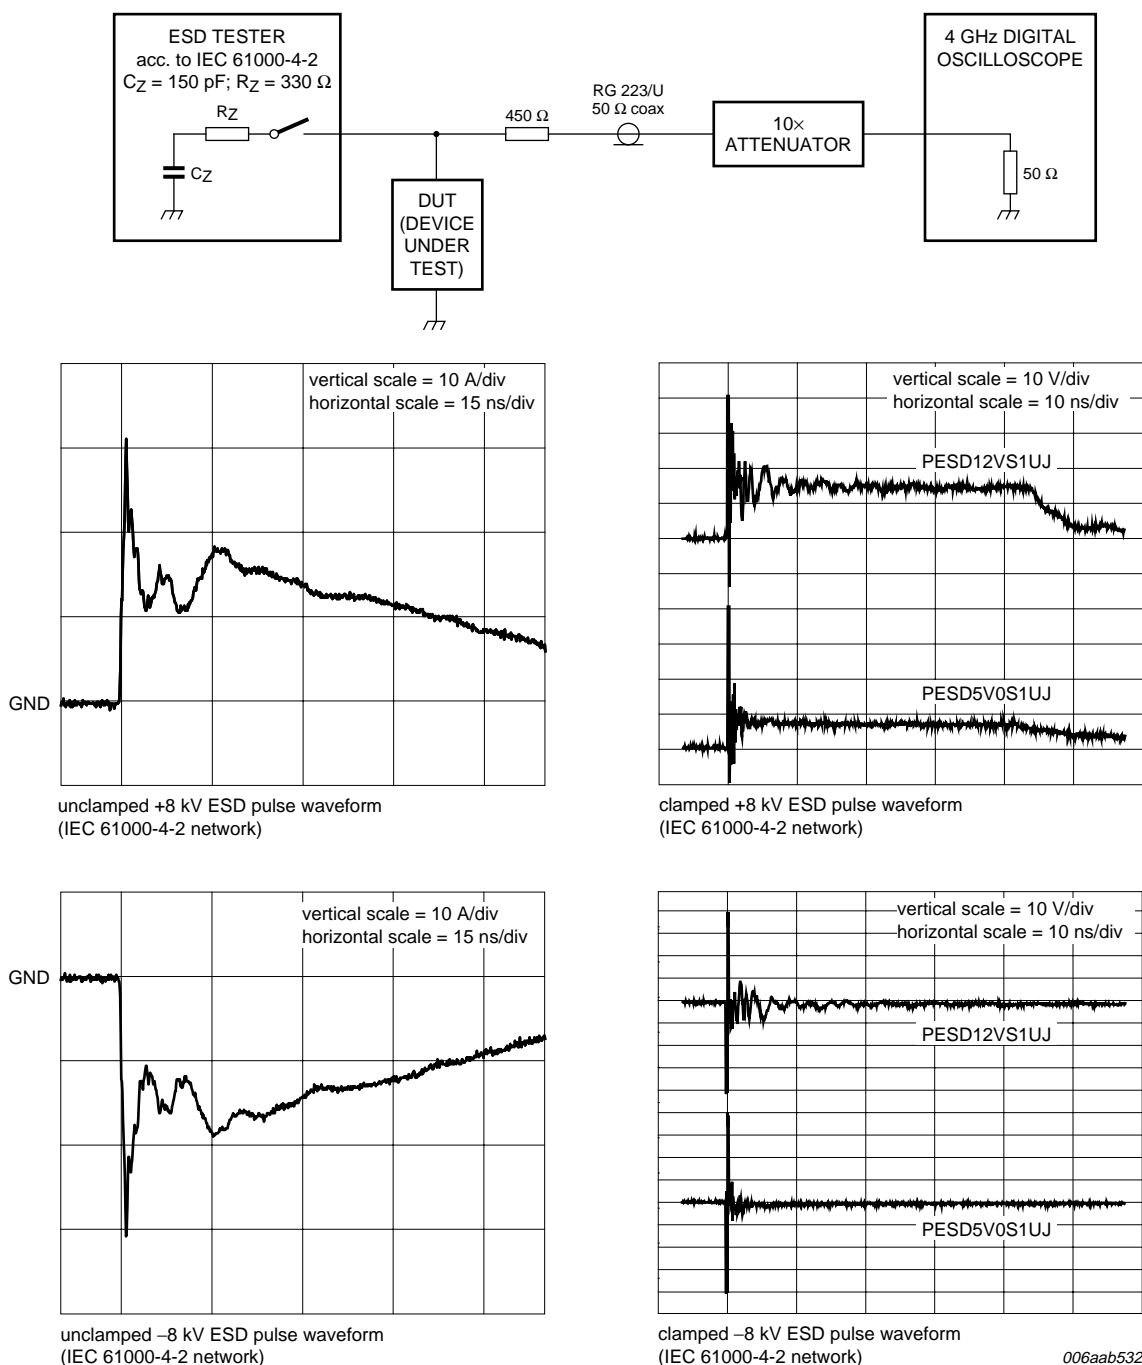 ESD TESTER
acc. to IEC 61000-4-2
CZ = 150 pF; RZ = 330 Ω
RZ
CZ
450 Ω
RG 223/U
50 Ω coax
10×
ATTENUATOR
4 GHz DIGITAL
OSCILLOSCOPE
50 Ω
DUT
(DEVICE
UNDER
TEST)
vertical scale = 10 A/div
horizontal scale = 15 ns/div
GND
unclamped +8 kV ESD pulse waveform
(IEC 61000-4-2 network)
vertical scale = 10 V/div
horizontal scale = 10 ns/div
PESD12VS1UJ
PESD5V0S1UJ
clamped +8 kV ESD pulse waveform
(IEC 61000-4-2 network)
vertical scale = 10 A/div
horizontal scale = 15 ns/div
GND
unclamped −8 kV ESD pulse waveform
(IEC 61000-4-2 network)
vertical scale = 10 V/div
horizontal scale = 10 ns/div
PESD12VS1UJ
PESD5V0S1UJ
clamped −8 kV ESD pulse waveform
(IEC 61000-4-2 network)
006aab532